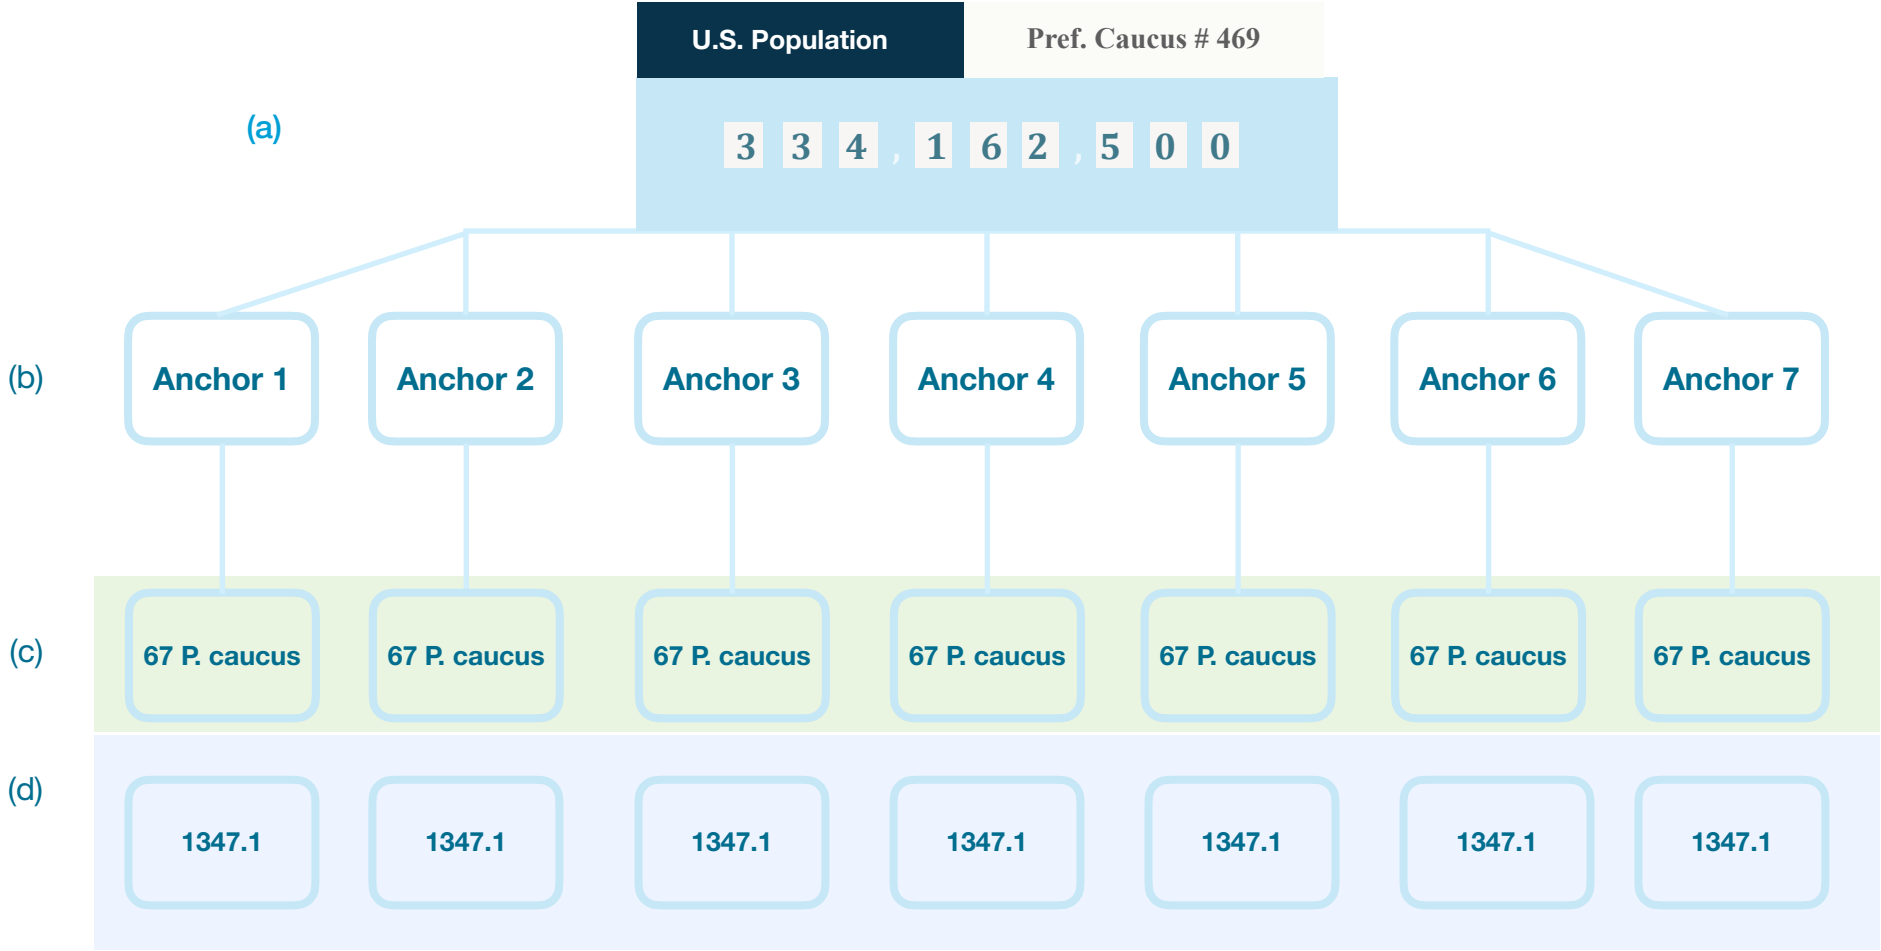 U.S. Population
Pref. Caucus # 469
(a)
334,162,500
(b)
Anchor 1
Anchor 2
Anchor 3
Anchor 4
Anchor 5
Anchor 6
Anchor 7
(c)
67 P. caucus
67 P. caucus
67 P. caucus
67 P. caucus
67 P. caucus
67 P. caucus
67 P. caucus
(d)
1347.1
1347.1
1347.1
1347.1
1347.1
1347.1
1347.1